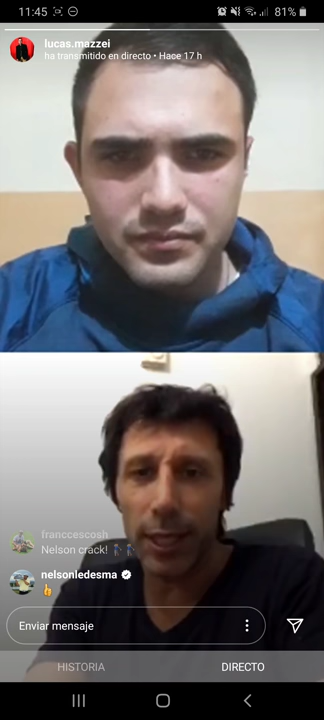 11:45
81%
lucas.mazzei
ha transmitido en directo • Hace 17 h
franccescosh
Nelson crack!
nelsonledesma
Enviar mensaje
HISTORIA DIRECTO